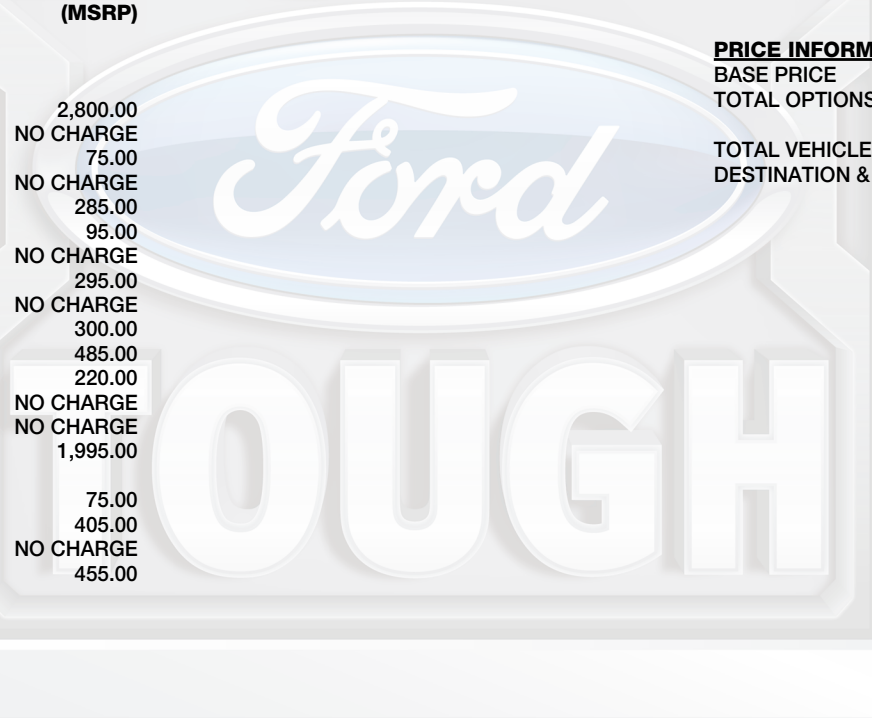 (MSRP)
2,800.00
NO CHARGE
75.00
NO CHARGE
285.00
95.00
NO CHARGE
295.00
NO CHARGE
300.00
485.00
220.00
NO CHARGE
NO CHARGE
1,995.00
75.00
405.00
NO CHARGE
455.00
PRICE INFORM
BASE PRICE
TOTAL OPTIONS
TOTAL VEHICLE
DESTINATION &
Ford
TOUGH